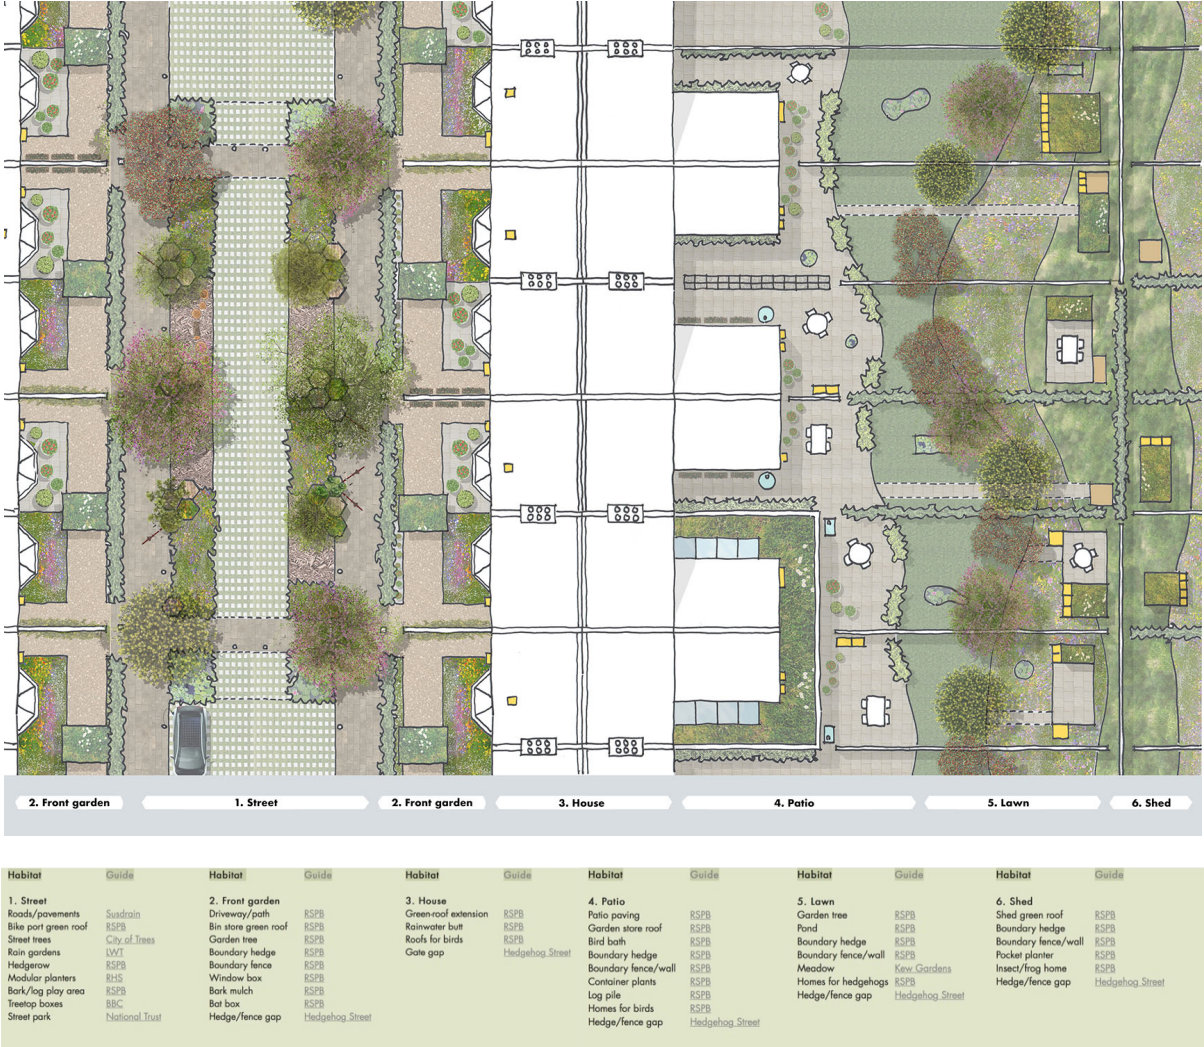 2. Front garden
1. Street
2. Front garden
3. House
4. Patio
5. Lawn
6. Shed
Habitat Guide
1. Street
Roads/pavements Susdrain
Bike port green roof RSPB
Street trees City of Trees
Rain gardens LWT
Hedgerow RSPB
Modular planters RHS
Bark/log play area RSPB
Treetop boxes BBC
Street park National Trust
Habitat Guide
2. Front garden
Driveway/path RSPB
Bin store green roof RSPB
Garden tree RSPB
Boundary hedge RSPB
Boundary fence RSPB
Window box RSPB
Bark mulch RSPB
Bat box RSPB
Hedge/fence gap Hedgehog Street
Habitat Guide
3. House
Green-roof extension RSPB
Rainwater butt RSPB
Roofs for birds RSPB
Gate gap Hedgehog Street
Habitat Guide
4. Patio
Patio paving RSPB
Garden store roof RSPB
Bird bath RSPB
Boundary hedge RSPB
Boundary fence/wall RSPB
Container plants RSPB
Log pile RSPB
Homes for birds RSPB
Hedge/fence gap Hedgehog Street
Habitat Guide
5. Lawn
Garden tree RSPB
Pond RSPB
Boundary hedge RSPB
Boundary fence/wall RSPB
Meadow Kew Gardens
Homes for hedgehogs RSPB
Hedge/fence gap Hedgehog Street
Habitat Guide
6. Shed
Shed green roof RSPB
Boundary hedge RSPB
Boundary fence/wall RSPB
Pocket planter RSPB
Insect/frog home RSPB
Hedge/fence gap Hedgehog Street